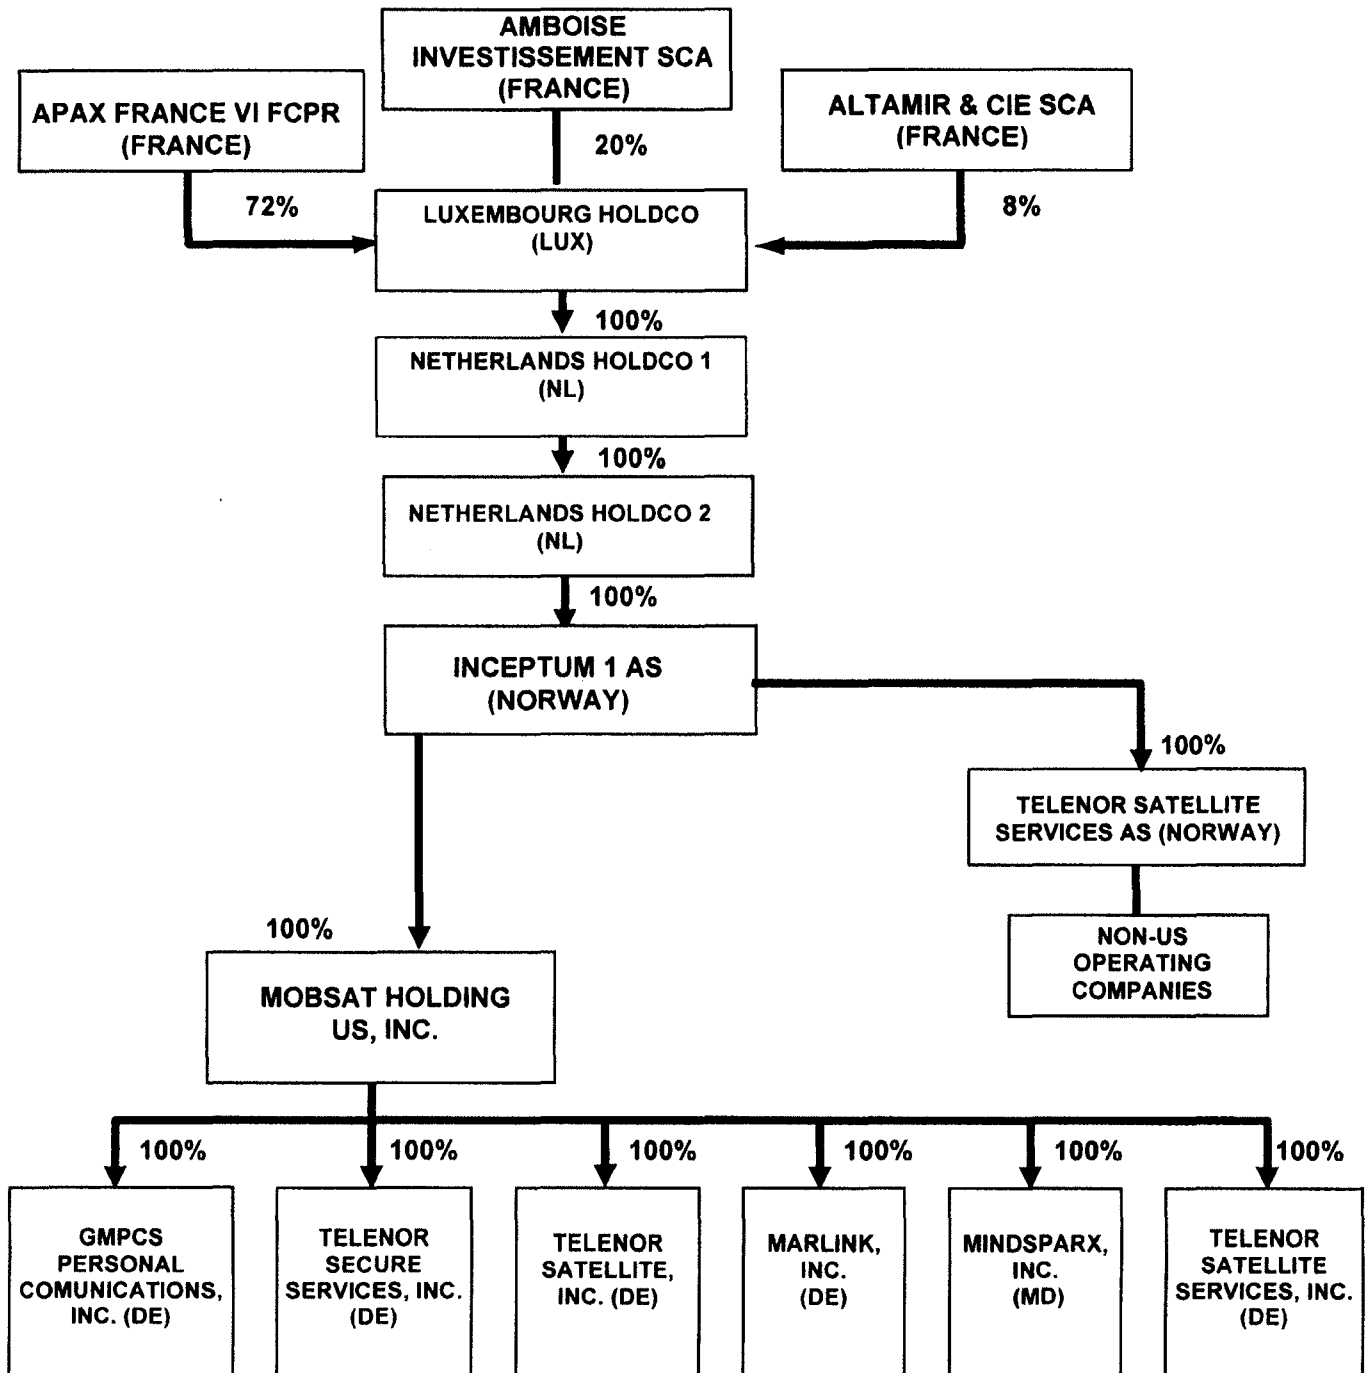 AMBOISE
INVESTISSEMENT SCA
(FRANCE)
APAX FRANCE VI FCPR
(FRANCE)
ALTAMIR & CIE SCA
(FRANCE)
20%
72%
8%
LUXEMBOURG HOLDCO
(LUX)
100%
NETHERLANDS HOLDCO 1
(NL)
100%
NETHERLANDS HOLDCO 2
(NL)
100%
INCEPTUM 1 AS
(NORWAY)
100%
TELENOR SATELLITE
SERVICES AS (NORWAY)
NON-US
OPERATING
COMPANIES
100%
MOBSAT HOLDING
US, INC.
100%
100%
100%
100%
100%
100%
GMPCS
PERSONAL
COMUNICATIONS,
INC. (DE)
TELENOR
SECURE
SERVICES, INC.
(DE)
TELENOR
SATELLITE,
INC. (DE)
MARLINK,
INC.
(DE)
MINDSPARX,
INC.
(MD)
TELENOR
SATELLITE
SERVICES, INC.
(DE)